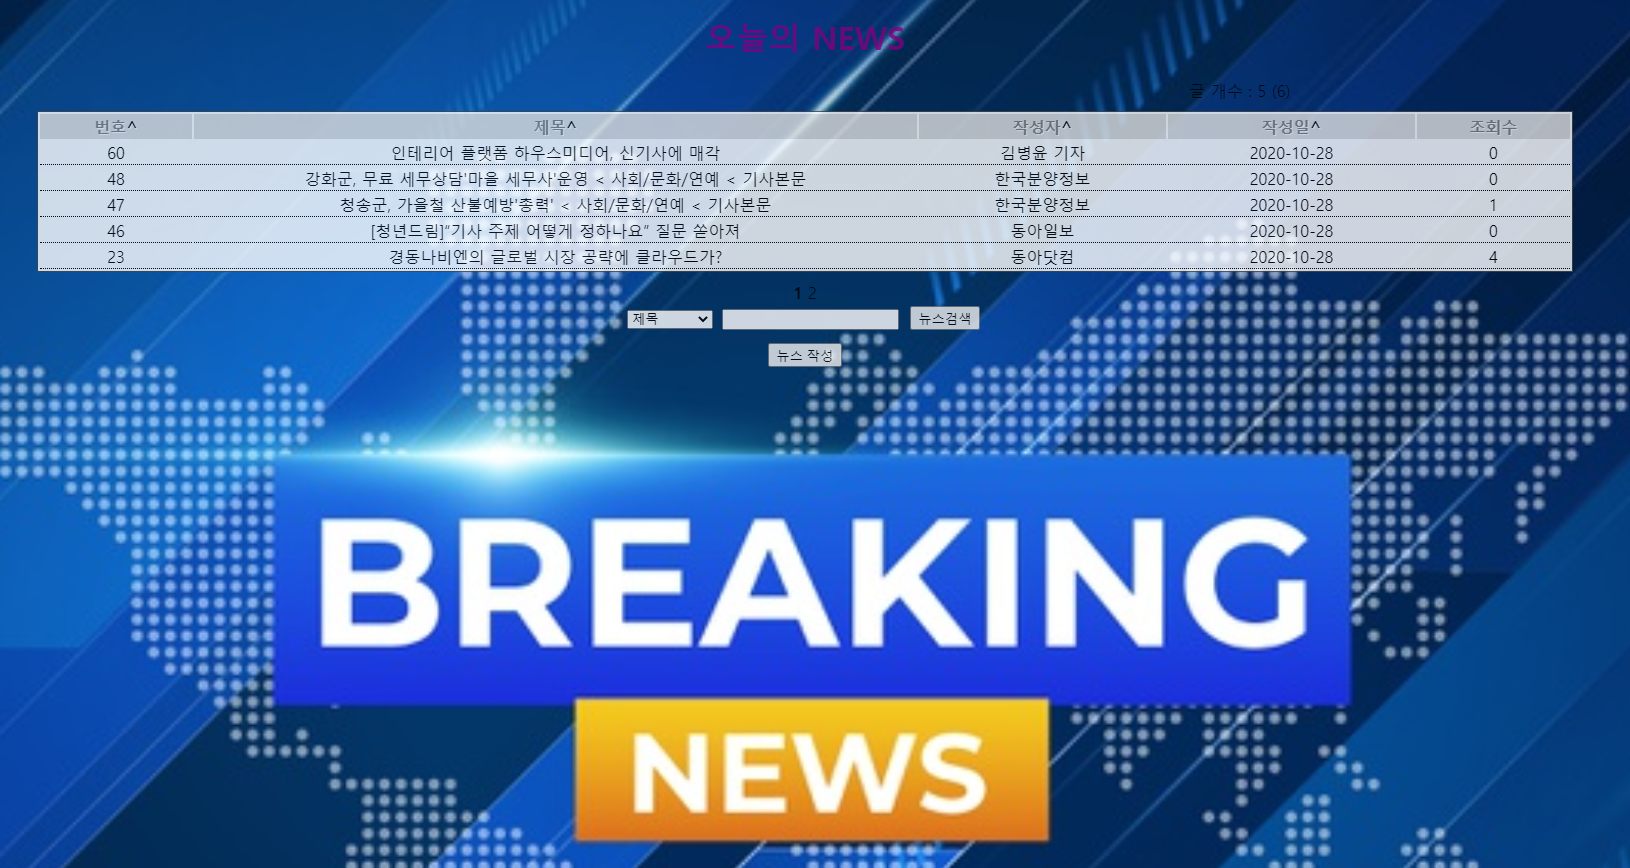 오늘의 NEWS
글 개수 : 5 (6)
번호^ 제목^ 작성자^ 작성일^ 조회수
60 인테리어 플랫폼 하우스미디어, 신기사에 매각 김병윤 기자 2020-10-28 0
48 강화군, 무료 세무상담'마을 세무사'운영 < 사회/문화/연예 < 기사본문 한국분양정보 2020-10-28 0
47 청송군, 가을철 산불예방'총력' < 사회/문화/연예 < 기사본문 한국분양정보 2020-10-28 1
46 [청년드림]“기사 주제 어떻게 정하나요” 질문 쏟아져 동아일보 2020-10-28 0
23 경동나비엔의 글로벌 시장 공략에 클라우드가? 동아닷컴 2020-10-28 4
1 2
제목 뉴스검색
뉴스 작성
BREAKING
NEWS